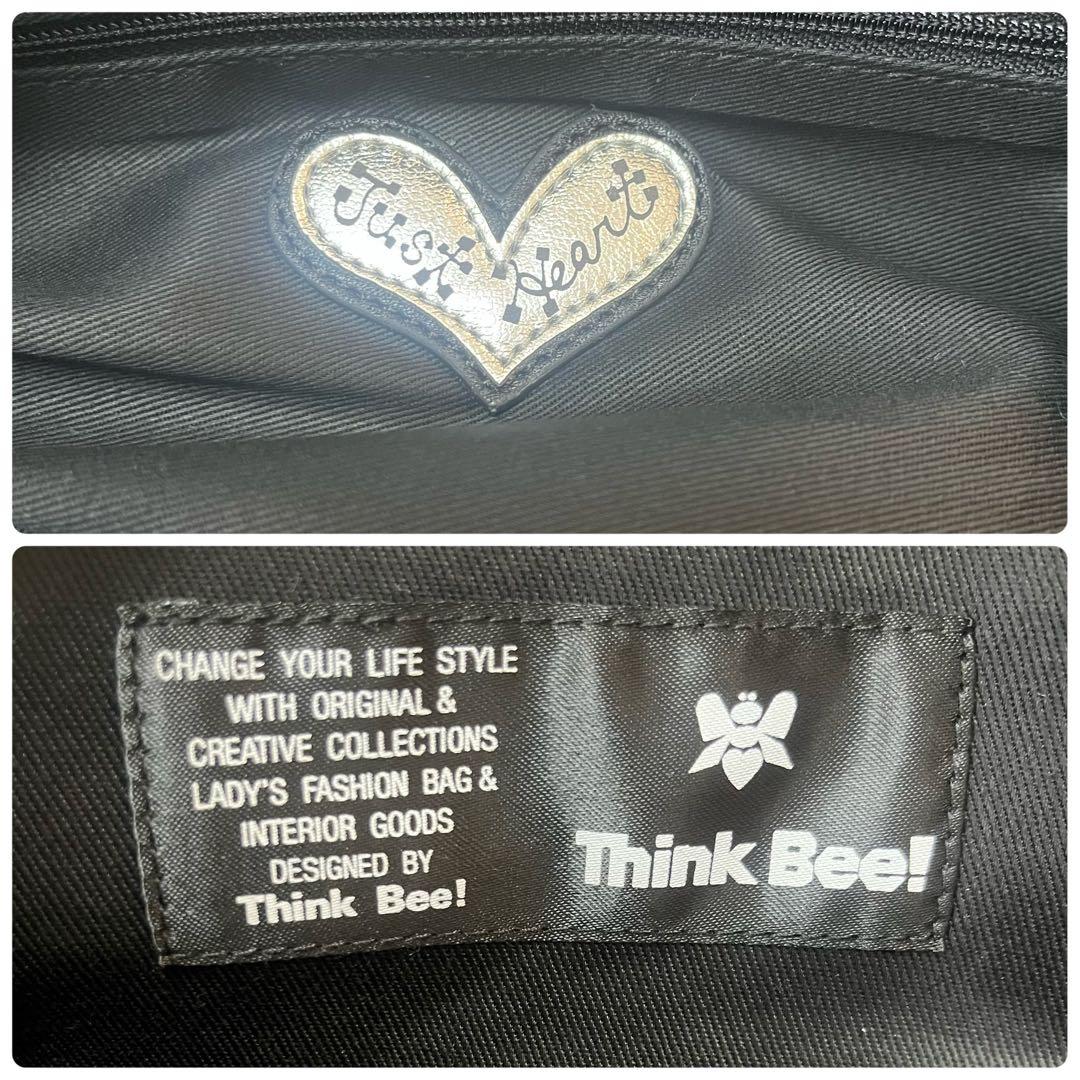 Just Heart
CHANGE YOUR LIFE STYLE
WITH ORIGINAL &
CREATIVE COLLECTIONS
LADY'S FASHION BAG &
INTERIOR GOODS
DESIGNED BY
Think Bee!
Think Bee!